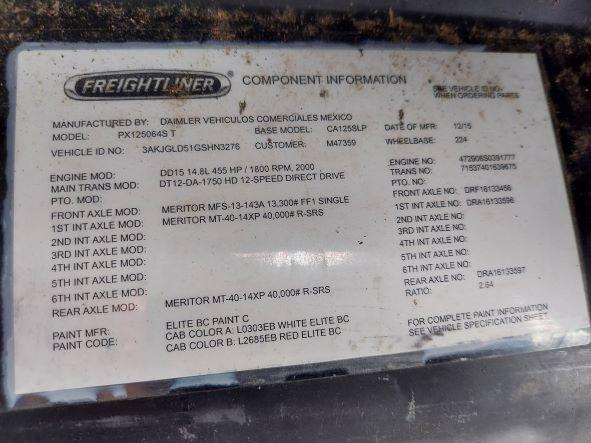 FREIGHTLINER COMPONENT INFORMATION
SEE VEHICLE ID NO.
WHEN ORDERING PARTS
MANUFACTURED BY: DAIMLER VEHICULOS COMERCIALES MEXICO
MODEL: PX125064S T BASE MODEL: CA125SLP DATE OF MFR: 12/15
VEHICLE ID NO: 3AKJGLD51GSHN3276 CUSTOMER: M47359 WHEELBASE: 224
ENGINE MOD: DD15 14.8L 455 HP / 1800 RPM, 2000 ENGINE NO: 472906S0391777
MAIN TRANS MOD: DT12-DA-1750 HD 12-SPEED DIRECT DRIVE TRANS NO: 71537401639675
PTO. MOD: PTO. NO:
FRONT AXLE MOD: MERITOR MFS-13-143A 13,300# FF1 SINGLE FRONT AXLE NO: DRF16133456
1ST INT AXLE MOD: MERITOR MT-40-14XP 40,000# R-SRS 1ST INT AXLE NO: DRA16133596
2ND INT AXLE MOD: 2ND INT AXLE NO:
3RD INT AXLE MOD: 3RD INT AXLE NO:
4TH INT AXLE MOD: 4TH INT AXLE NO:
5TH INT AXLE MOD: 5TH INT AXLE NO:
6TH INT AXLE MOD: 6TH INT AXLE NO:
REAR AXLE MOD: MERITOR MT-40-14XP 40,000# R-SRS REAR AXLE NO: DRA16133597
RATIO: 2.64
PAINT MFR: ELITE BC PAINT C
PAINT CODE: CAB COLOR A: L0303EB WHITE ELITE BC
CAB COLOR B: L2685EB RED ELITE BC
FOR COMPLETE PAINT INFO
SEE VEHICLE SPECIFICATION SHEET